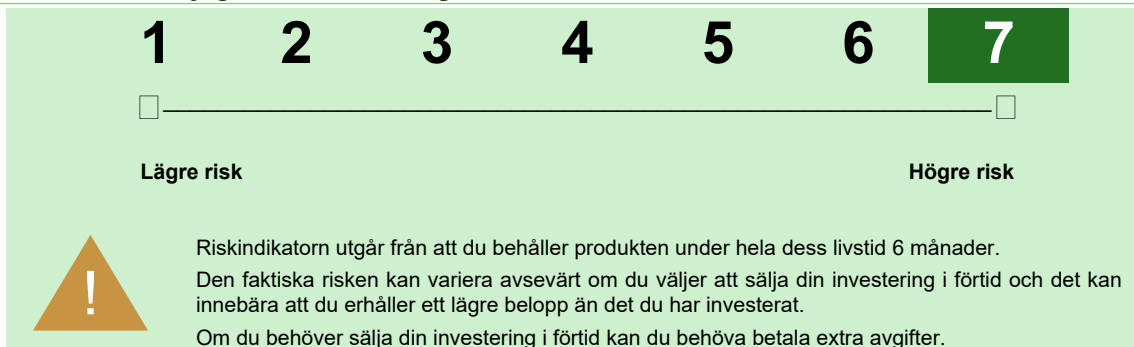 1 2 3 4 5 6 7
Lägre risk Högre risk
!
Riskindikatorn utgår från att du behåller produkten under hela dess livstid 6 månader.
Den faktiska risken kan variera avsevärt om du väljer att sälja din investering i förtid och det kan
innebära att du erhåller ett lägre belopp än det du har investerat.
Om du behöver sälja din investering i förtid kan du behöva betala extra avgifter.